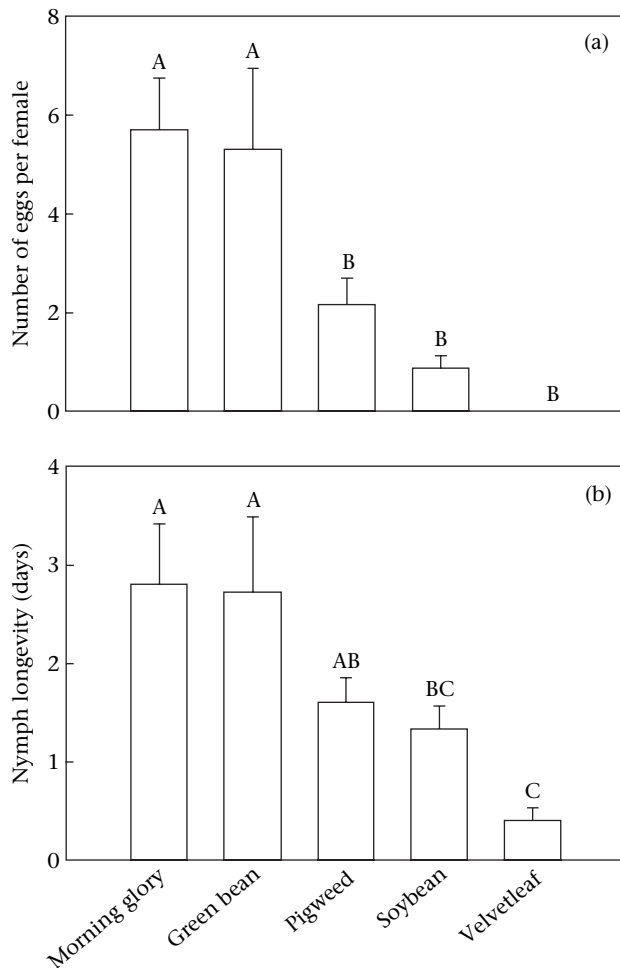 8
(a)
A
A
6
4
B
2
B
B
0
Number of eggs per female
4
(b)
A
A
3
2
AB
BC
1
C
0
Nymph longevity (days)
Morning glory
Green bean
Pigweed
Soybean
Velvetleaf